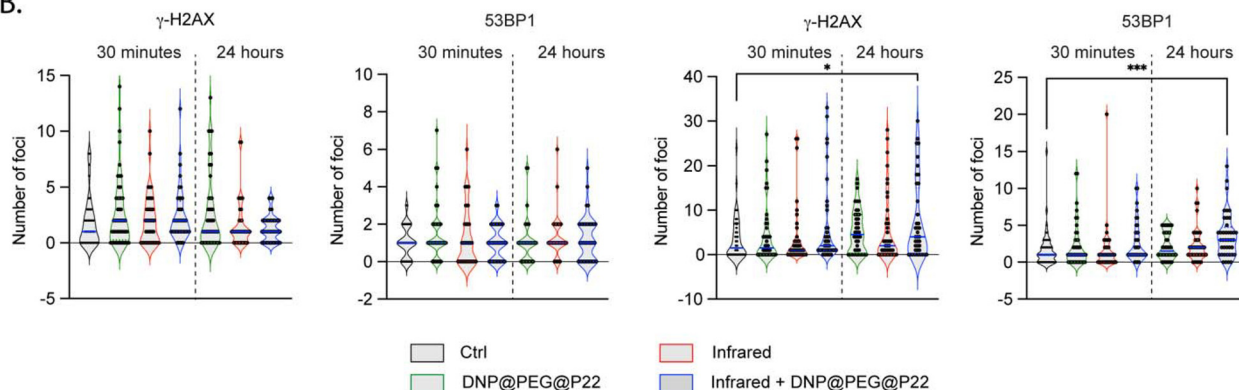 B.
γ-H2AX
30 minutes 24 hours
Number of foci
15
10
5
0
-5
53BP1
30 minutes 24 hours
Number of foci
10
8
6
4
2
0
-2
γ-H2AX
30 minutes 24 hours
*
Number of foci
40
30
20
10
0
-10
53BP1
30 minutes 24 hours
***
Number of foci
25
20
15
10
5
0
-5
Ctrl
Infrared
DNP@PEG@P22
Infrared + DNP@PEG@P22